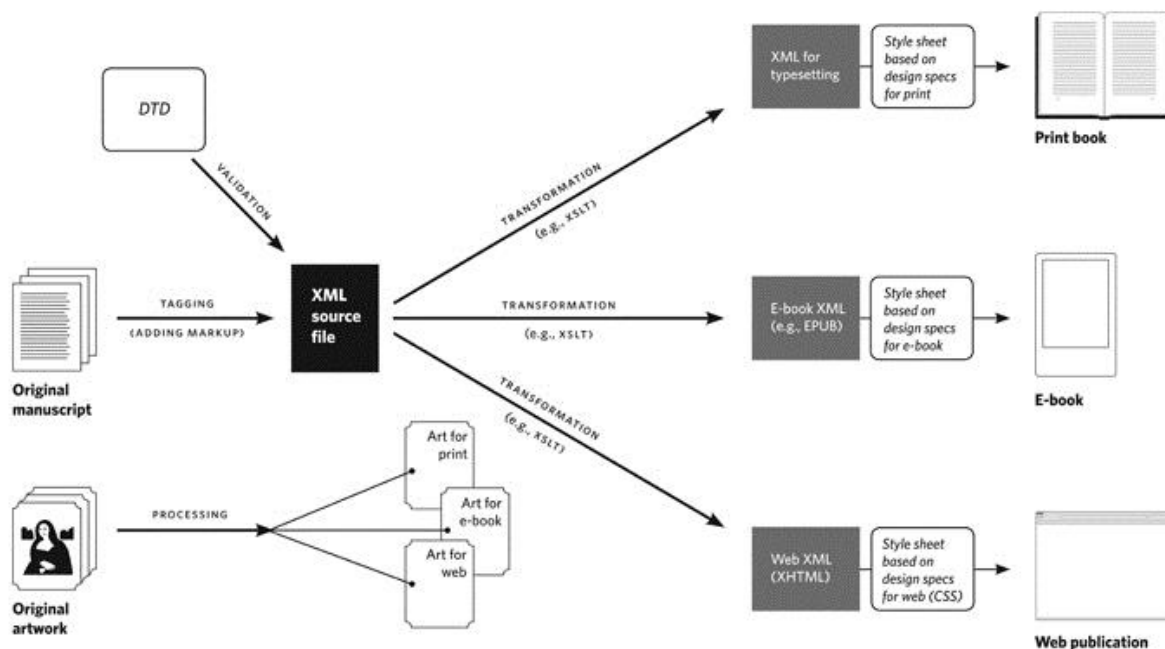 DTD
VALIDATION
Original
manuscript
TAGGING
(ADDING MARKUP)
XML
source
file
TRANSFORMATION
(e.g., XSLT)
XML for
typesetting
Style sheet
based on
design specs
for print
Print book
TRANSFORMATION
(e.g., XSLT)
E-book XML
(e.g., EPUB)
Style sheet
based on
design specs
for e-book
E-book
TRANSFORMATION
(e.g., XSLT)
Web XML
(XHTML)
Style sheet
based on
design specs
for web (CSS)
Web publication
Original
artwork
PROCESSING
Art for
print
Art for
e-book
Art for
web